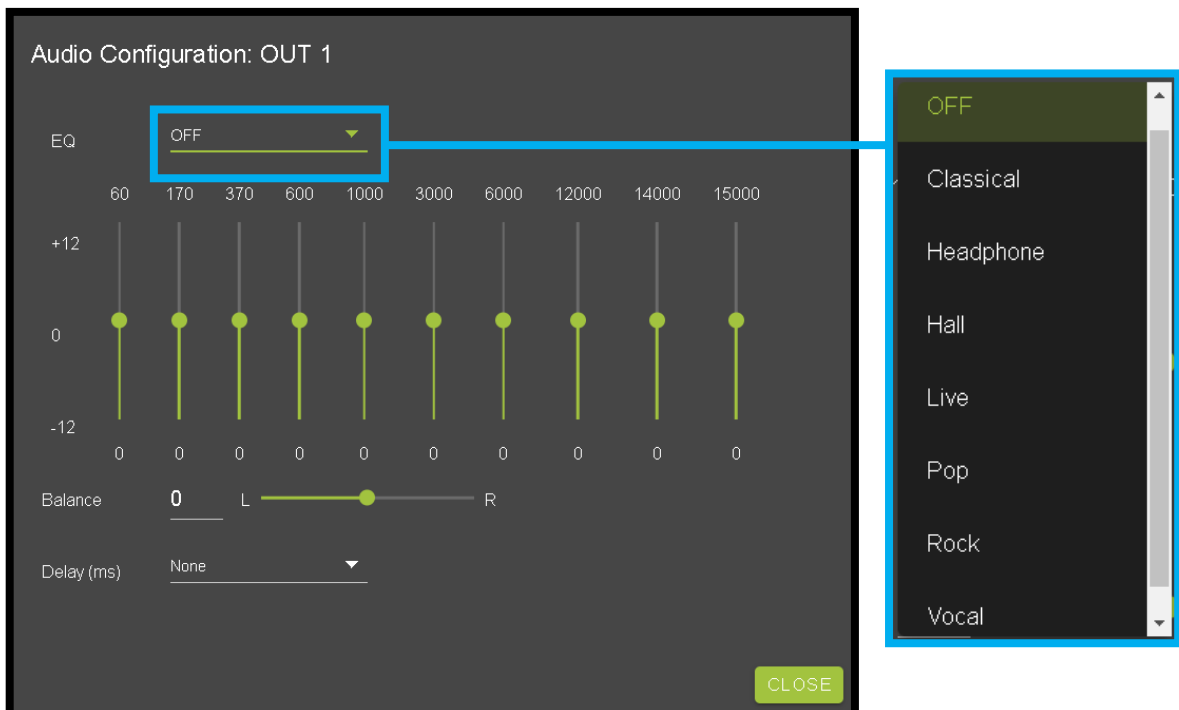 Audio Configuration: OUT 1
EQ OFF
60 170 370 600 1000 3000 6000 12000 14000 15000
+12
0
-12
0 0 0 0 0 0 0 0 0 0
Balance 0 L R
Delay (ms) None
CLOSE
OFF
Classical
Headphone
Hall
Live
Pop
Rock
Vocal